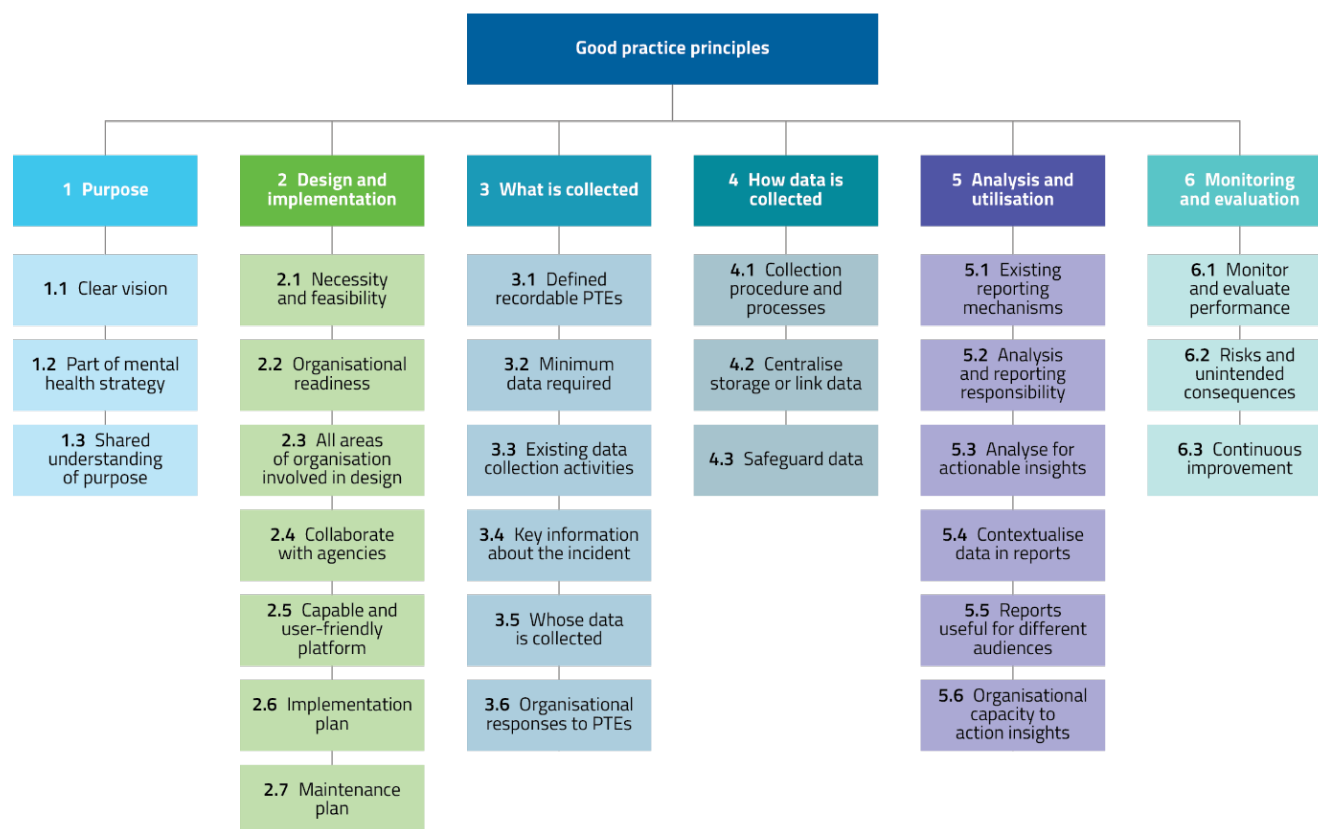 Good practice principles
1 Purpose
1.1 Clear vision
1.2 Part of mental
health strategy
1.3 Shared
understanding
of purpose
2 Design and
implementation
2.1 Necessity
and feasibility
2.2 Organisational
readiness
2.3 All areas
of organisation
involved in design
2.4 Collaborate
with agencies
2.5 Capable and
user-friendly
platform
2.6 Implementation
plan
2.7 Maintenance
plan
3 What is collected
3.1 Defined
recordable PTEs
3.2 Minimum
data required
3.3 Existing data
collection activities
3.4 Key information
about the incident
3.5 Whose data
is collected
3.6 Organisational
responses to PTEs
4 How data is
collected
4.1 Collection
procedure and
processes
4.2 Centralise
storage or link data
4.3 Safeguard data
5 Analysis and
utilisation
5.1 Existing
reporting
mechanisms
5.2 Analysis
and reporting
responsibility
5.3 Analyse for
actionable insights
5.4 Contextualise
data in reports
5.5 Reports
useful for different
audiences
5.6 Organisational
capacity to
action insights
6 Monitoring
and evaluation
6.1 Monitor
and evaluate
performance
6.2 Risks and
unintended
consequences
6.3 Continuous
improvement